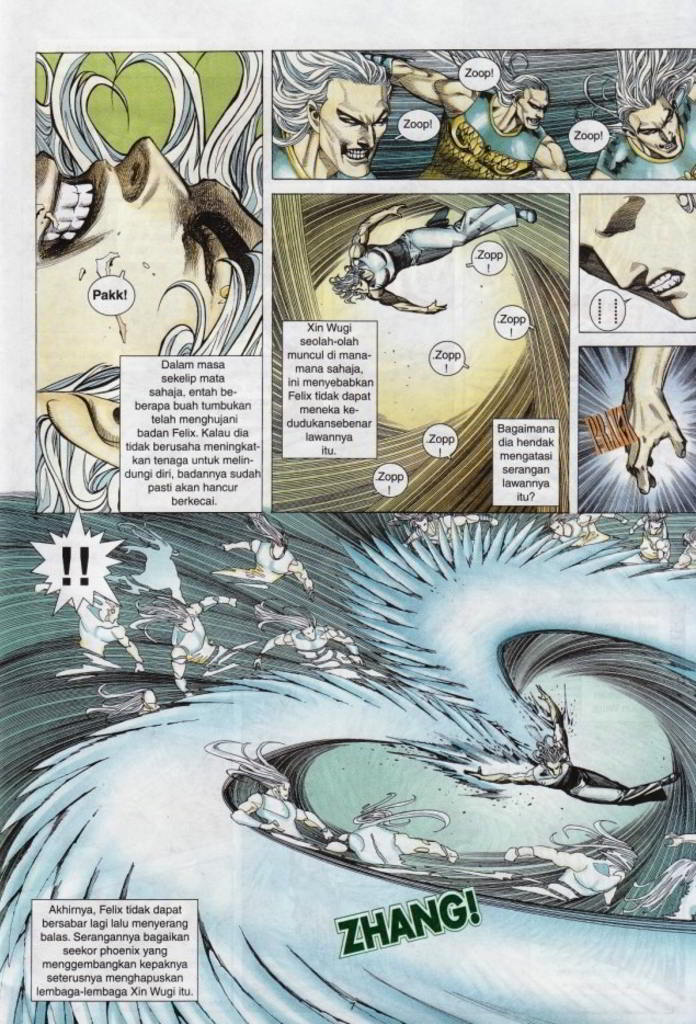 Pakk!
Dalam masa
sekelip mata
sahaja, entah be-
berapa buah tumbukan
telah menghujani
badan Felix. Kalau dia
tidak berusaha meningkat-
kan tenaga untuk melin-
dungi diri, badannya sudah
pasti akan hancur
berkecai.
Zoop!
Zoop!
Zoop!
Xin Wugi
seolah-olah
muncul di mana-
mana sahaja,
ini menyebabkan
Felix tidak dapat
meneka ke-
dudukansebenar
lawannya
itu.
.Zopp
!
.Zopp
!
.Zopp
!
.Zopp
!
.Zopp
!
Bagaimana
dia hendak
mengatasi
serangan
lawannya
itu?
!!
ZHANG!
Akhirnya, Felix tidak dapat
bersabar lagi lalu menyerang
balas. Serangannya bagaikan
seekor phoenix yang
menggembangkan kepaknya
seterusnya menghapuskan
lembaga-lembaga Xin Wugi itu.
7